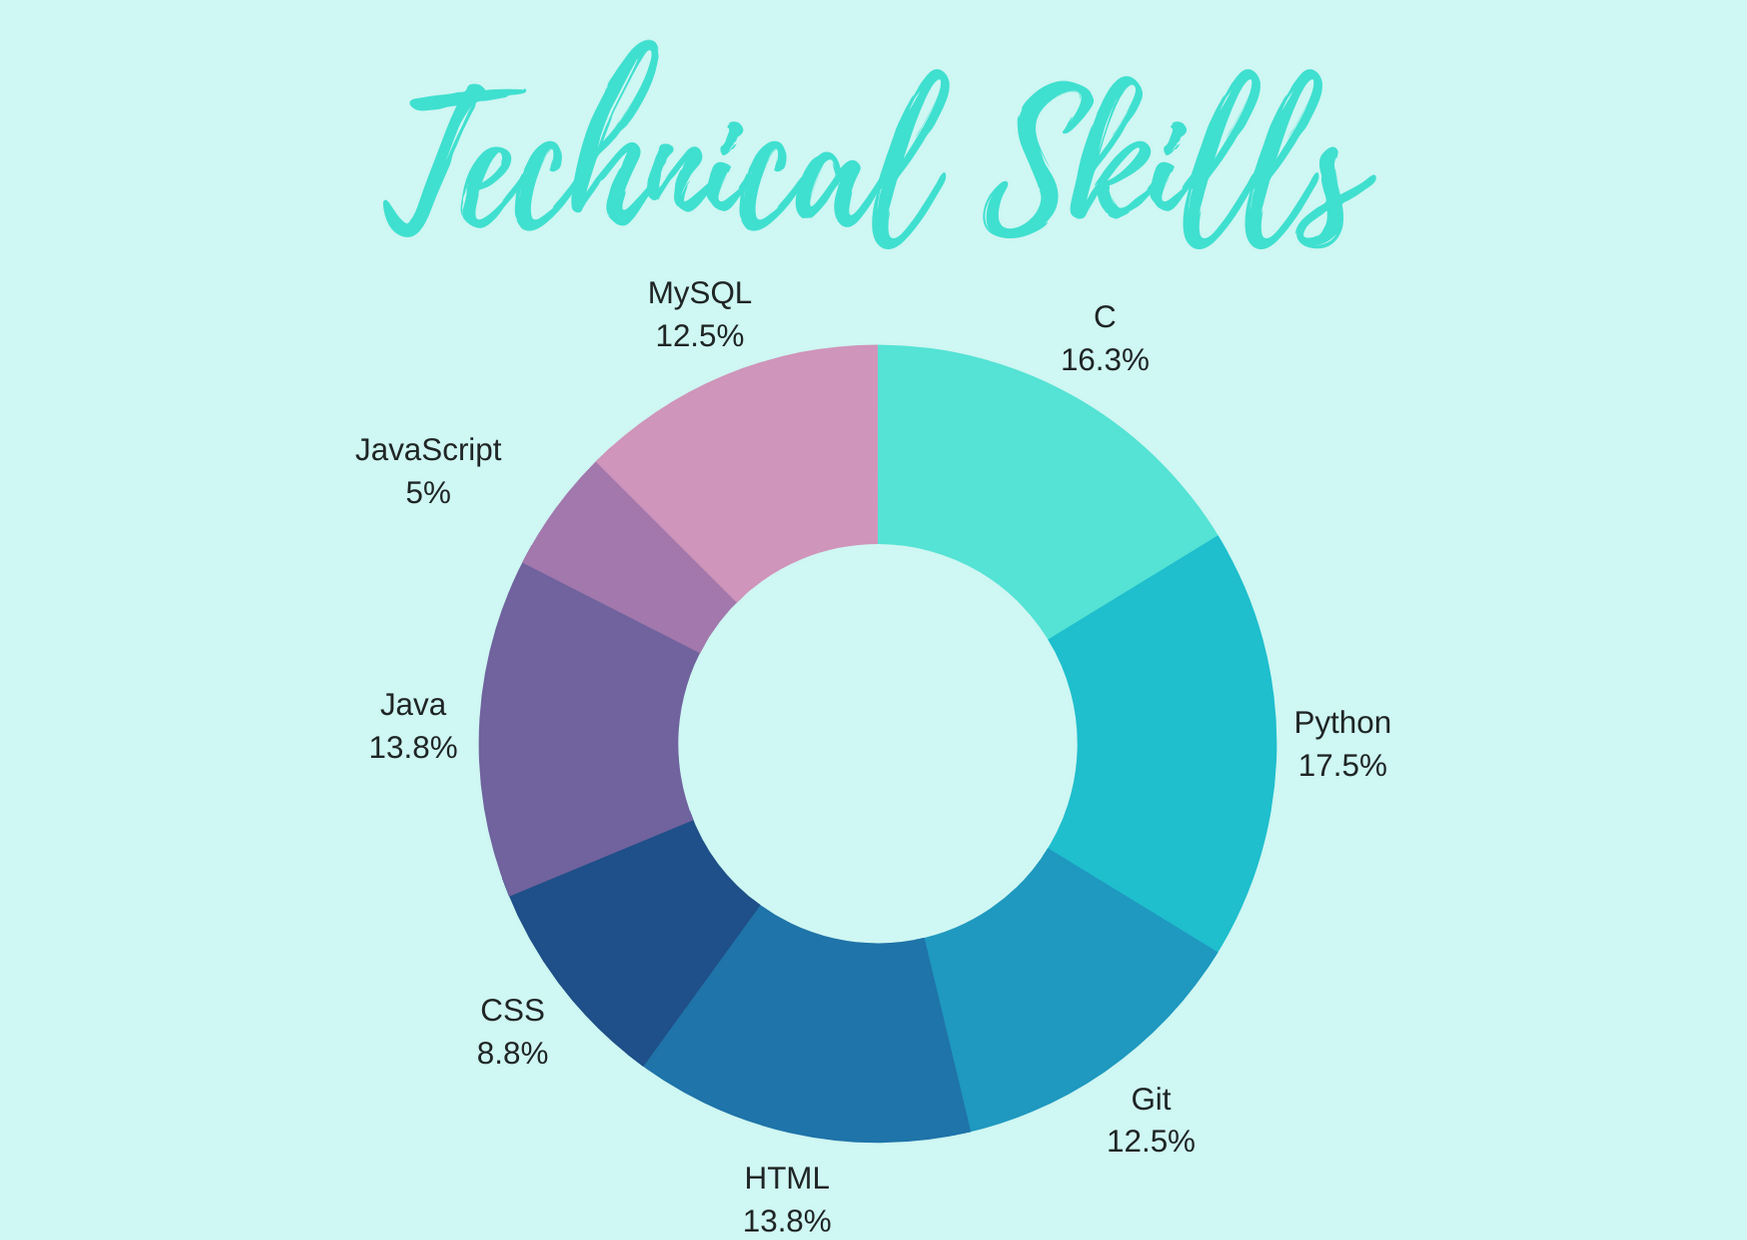 Technical Skills
MySQL
12.5%
C
16.3%
JavaScript
5%
Java
13.8%
Python
17.5%
CSS
8.8%
Git
12.5%
HTML
13.8%